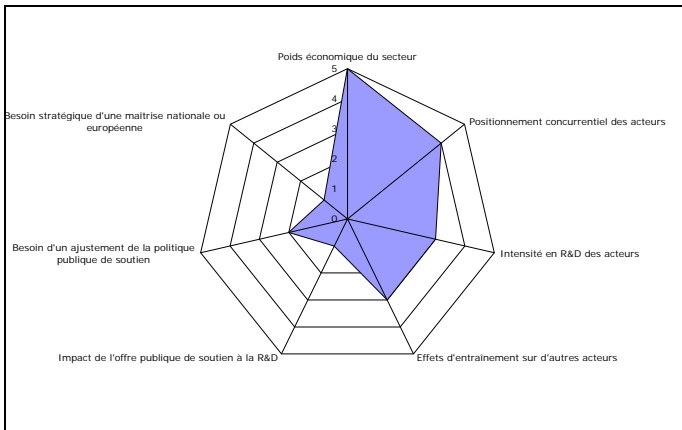 Poids économique du secteur
5
4
3
2
1
0
Positionnement concurrentiel des acteurs
Intensité en R&D des acteurs
Effets d'entraînement sur d'autres acteurs
Impact de l'offre publique de soutien à la R&D
Besoin d'un ajustement de la politique
publique de soutien
Besoin stratégique d'une maîtrise nationale ou
européenne